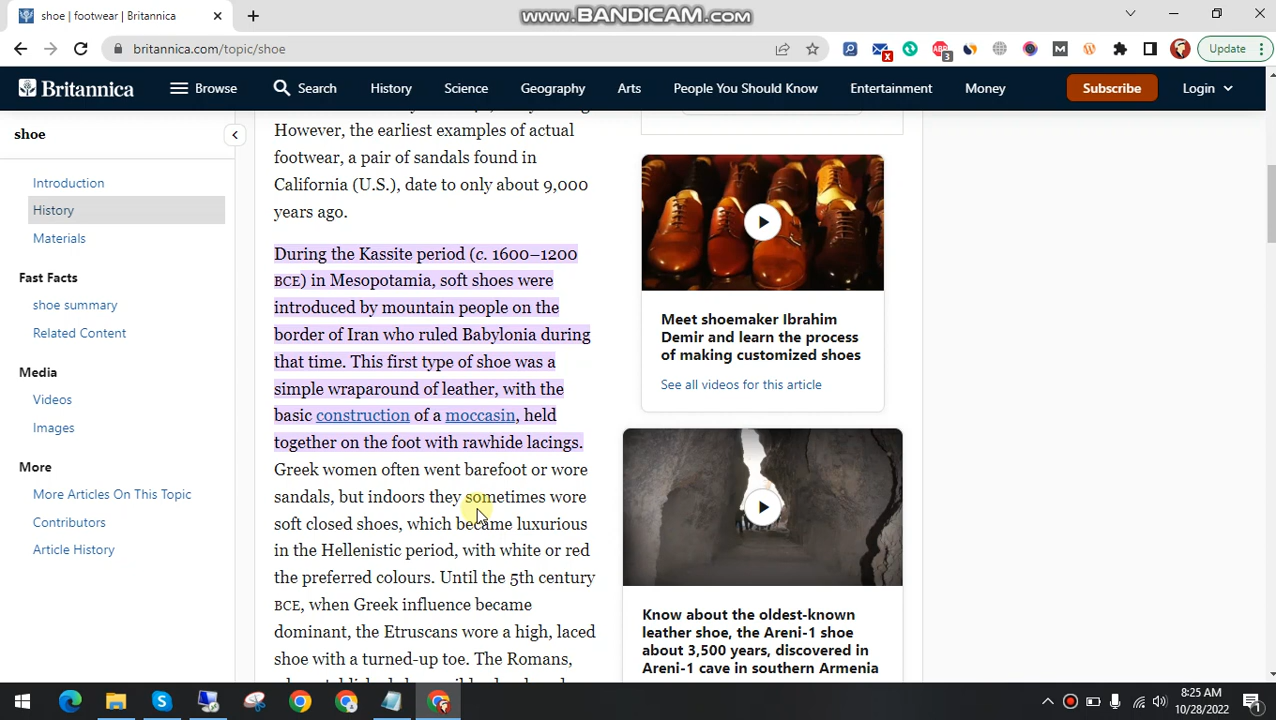 shoe | footwear | Britannica
www.BANDICAM.com
britannica.com/topic/shoe
Update
Britannica
Browse
Search
History
Science
Geography
Arts
People You Should Know
Entertainment
Money
Subscribe
Login
shoe
Introduction
History
Materials
Fast Facts
shoe summary
Related Content
Media
Videos
Images
More
More Articles On This Topic
Contributors
Article History
However, the earliest examples of actual
footwear, a pair of sandals found in
California (U.S.), date to only about 9,000
years ago.
During the Kassite period (c. 1600–1200
BCE) in Mesopotamia, soft shoes were
introduced by mountain people on the
border of Iran who ruled Babylonia during
that time. This first type of shoe was a
simple wraparound of leather, with the
basic construction of a moccasin, held
together on the foot with rawhide lacings.
Greek women often went barefoot or wore
sandals, but indoors they sometimes wore
soft closed shoes, which became luxurious
in the Hellenistic period, with white or red
the preferred colours. Until the 5th century
BCE, when Greek influence became
dominant, the Etruscans wore a high, laced
shoe with a turned-up toe. The Romans,
Meet shoemaker Ibrahim
Demir and learn the process
of making customized shoes
See all videos for this article
Know about the oldest-known
leather shoe, the Areni-1 shoe
about 3,500 years, discovered in
Areni-1 cave in southern Armenia
8:25 AM
10/28/2022